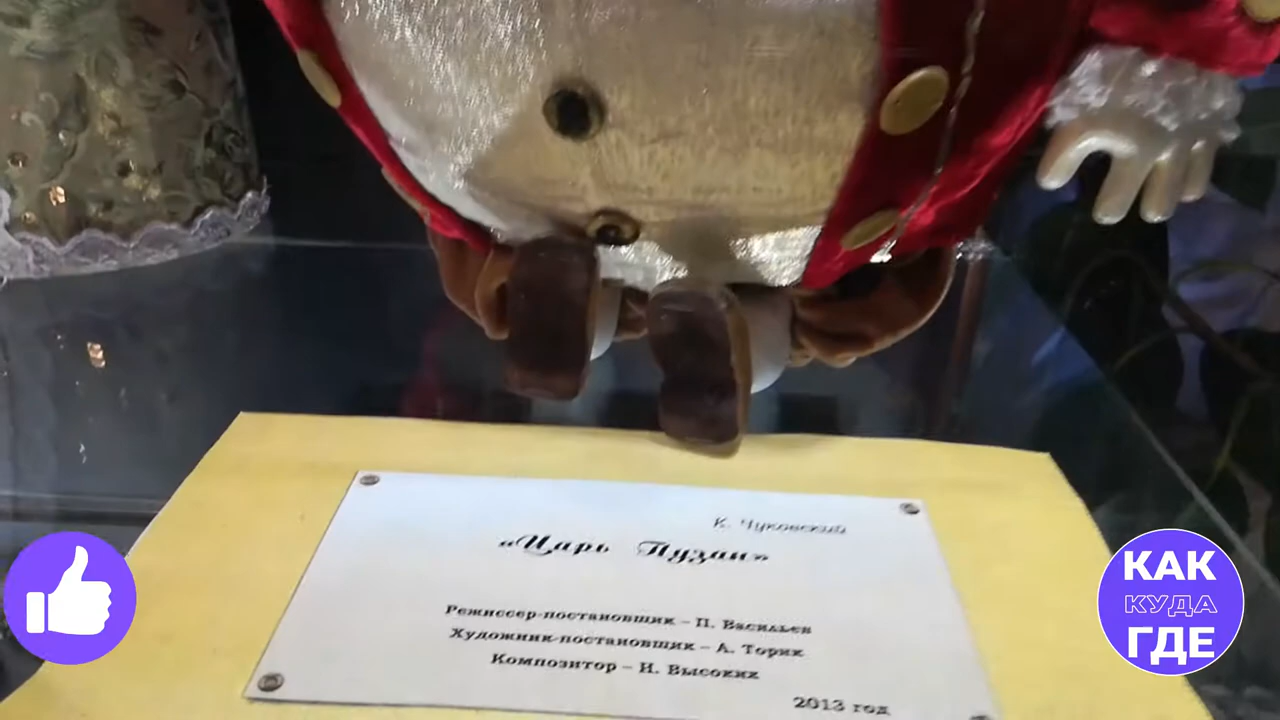 К. Чуковский
«Царь Пузан»
Режиссер-постановщик – П. Васильев
Художник-постановщик – А. Торик
Композитор – Н. Высоких
2013 год
КАК
КУДА
ГДЕ